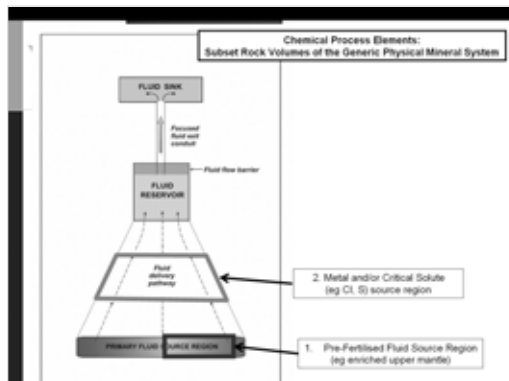 Chemical Process Elements:
Subset Rock Volumes of the Generic Physical Mineral System
FLUID SINK
Focused
fluid exit
conduit
Fluid flow barrier
FLUID
RESERVOIR
Fluid
delivery
pathway
2. Metal and/or Critical Solute
(eg Cl, S) source region
PRIMARY FLUID SOURCE REGION
1. Pre-Fertilised Fluid Source Region
(eg enriched upper mantle)